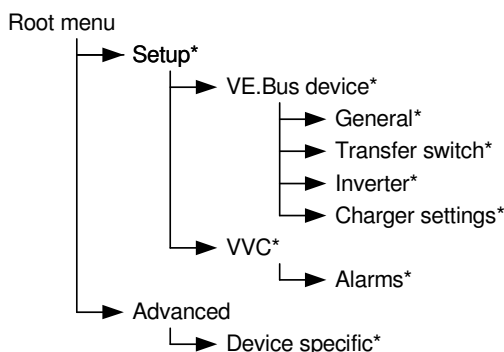 Root menu
Setup*
VE.Bus device*
General*
Transfer switch*
Inverter*
Charger settings*
VVC*
Alarms*
Advanced
Device specific*